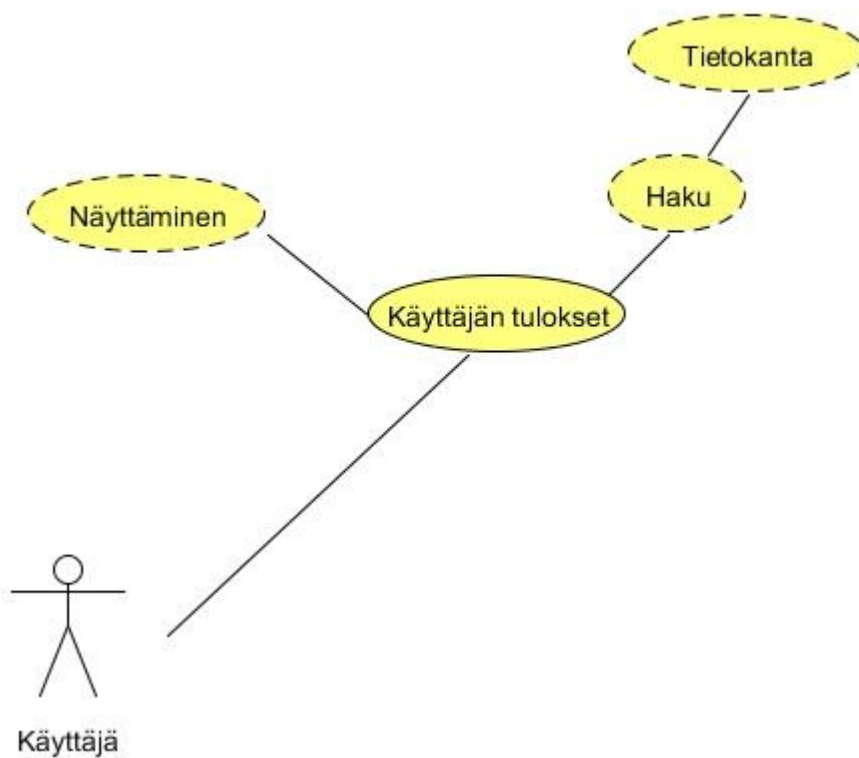 Tietokanta
Haku
Näyttäminen
Käyttäjän tulokset
Käyttäjä